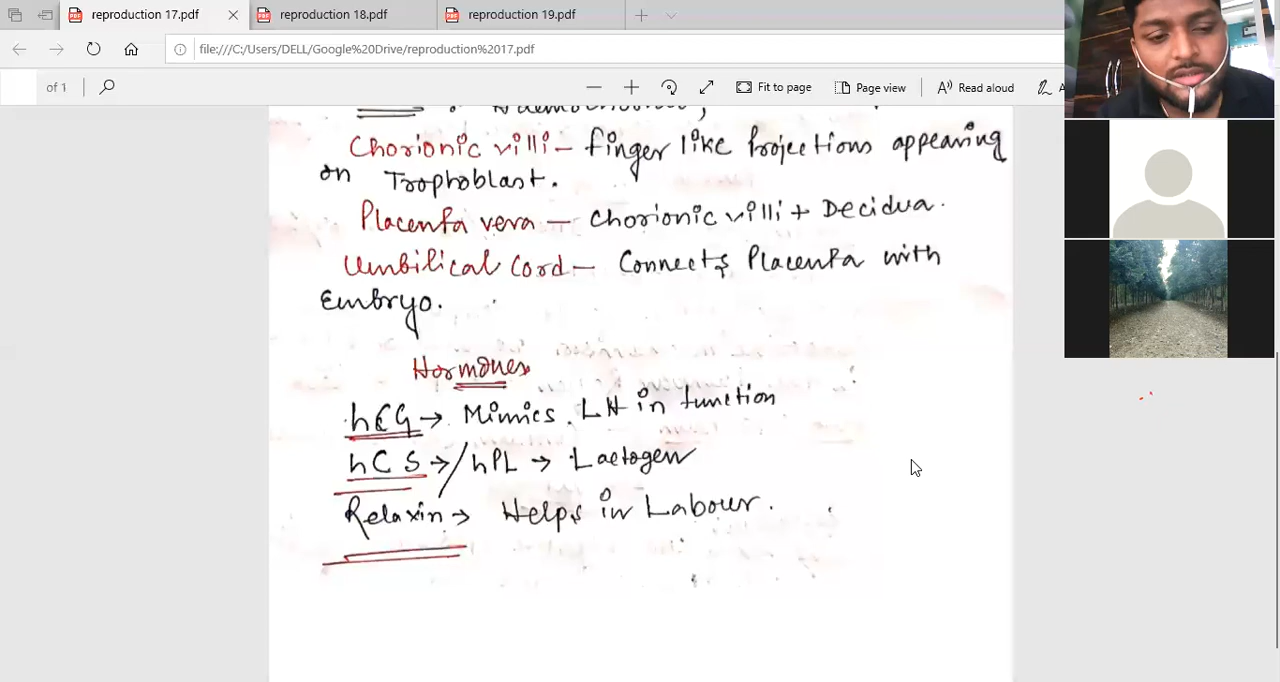 reproduction 17.pdf
reproduction 18.pdf
reproduction 19.pdf
file:///C:/Users/DELL/Google%20Drive/reproduction%2017.pdf
of 1
Fit to page
Page view
Read aloud
Chorionic villi - finger like Projections appearing
on Trophoblast.
Placenta vera - Chorionic villi + Decidua.
Umbilical Cord - Connects Placenta with
Embryo.
Hormones
hCG → Mimics LH in function
hCS → / hPL → Lactogen
Relaxin → Helps in Labour.